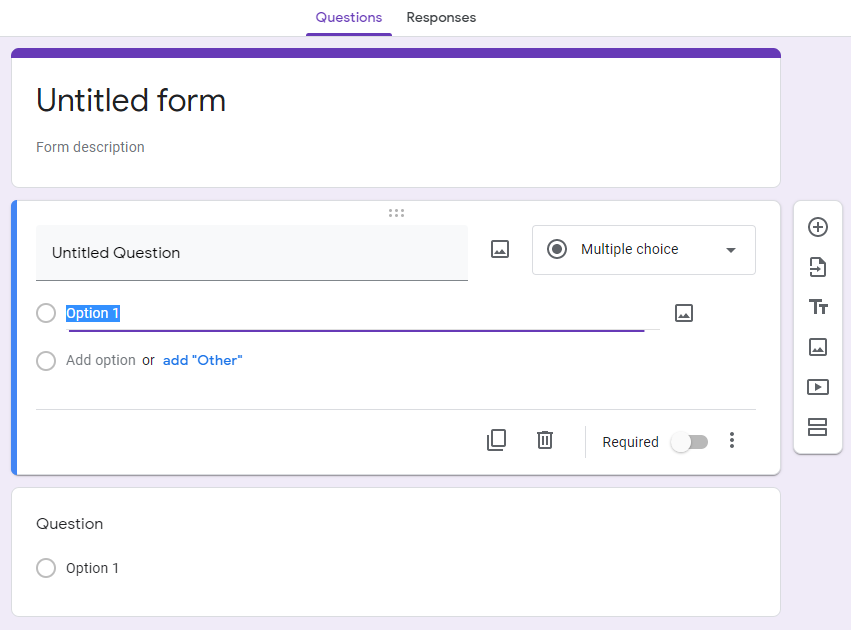 Questions Responses
Untitled form
Form description
Untitled Question
Multiple choice
Option 1
Add option or add "Other"
Required
Question
Option 1